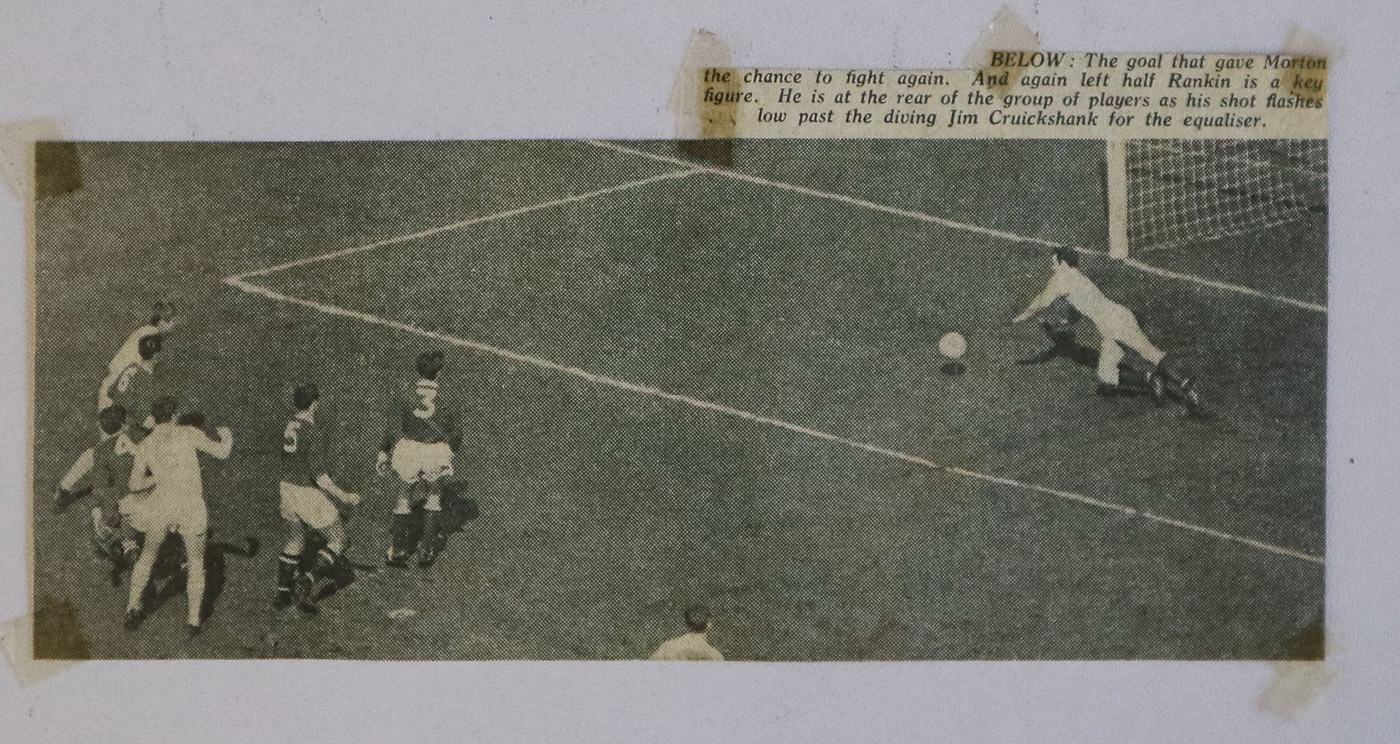 BELOW: The goal that gave Morton
the chance to fight again. And again left half Rankin is a key
figure. He is at the rear of the group of players as his shot flashes
low past the diving Jim Cruickshank for the equaliser.
5
3